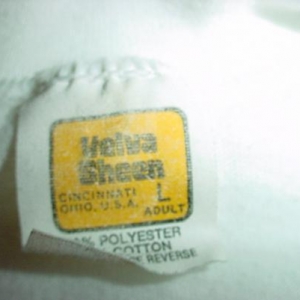 Velva
Sheen
CINCINNATI L
OHIO, U.S.A. ADULT
% POLYESTER
COTTON
REVERSE